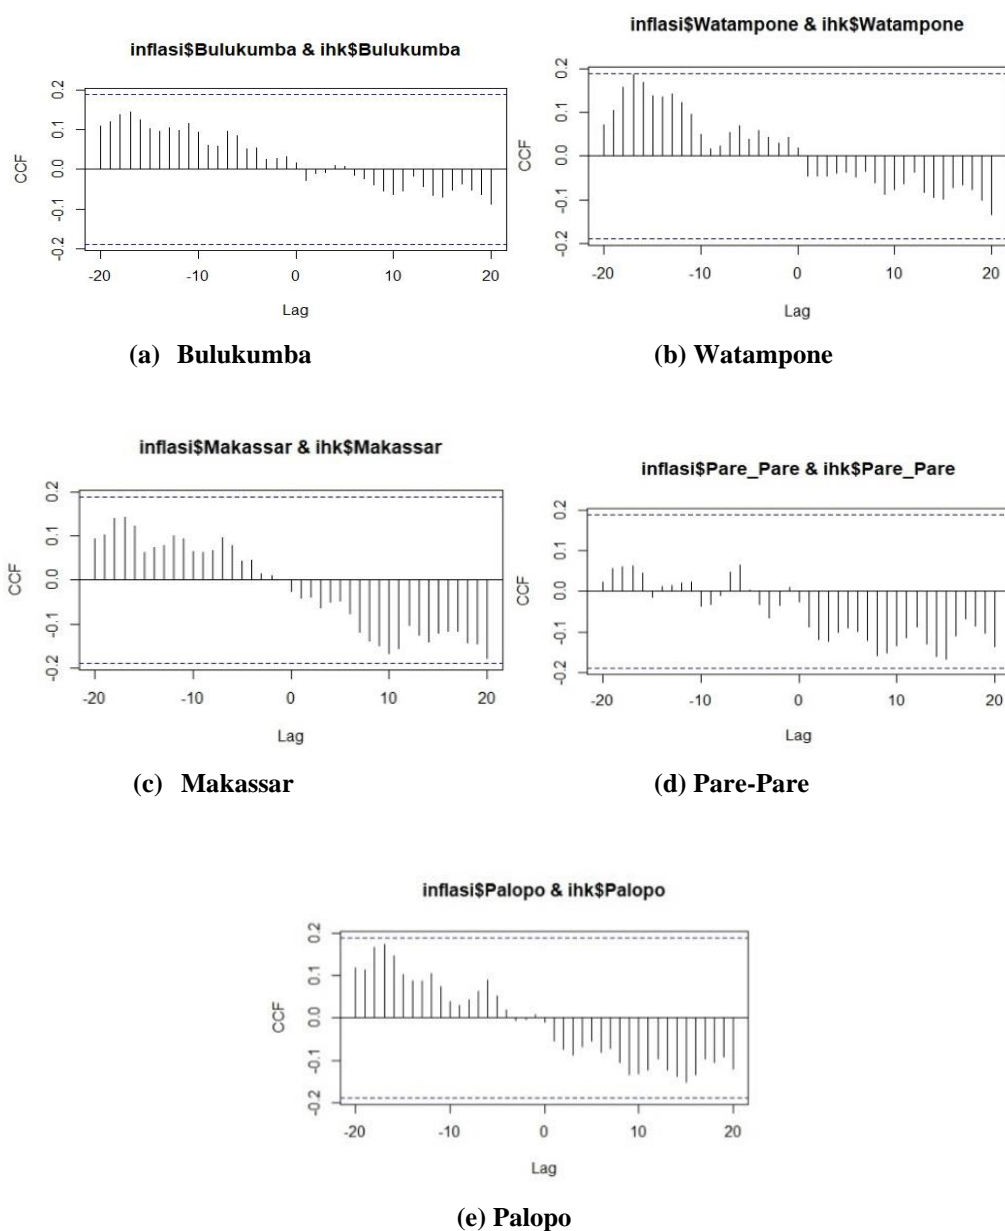 inflasi$Bulukumba & ihk$Bulukumba
CCF
0.2
0.1
0.0
-0.1
-0.2
-20 -10 0 10 20
Lag
(a) Bulukumba
inflasi$Watampone & ihk$Watampone
CCF
0.2
0.1
0.0
-0.1
-0.2
-20 -10 0 10 20
Lag
(b) Watampone
inflasi$Makassar & ihk$Makassar
CCF
0.2
0.1
0.0
-0.1
-0.2
-20 -10 0 10 20
Lag
(c) Makassar
inflasi$Pare_Pare & ihk$Pare_Pare
CCF
0.2
0.1
0.0
-0.1
-0.2
-20 -10 0 10 20
Lag
(d) Pare-Pare
inflasi$Palopo & ihk$Palopo
CCF
0.2
0.1
0.0
-0.1
-0.2
-20 -10 0 10 20
Lag
(e) Palopo